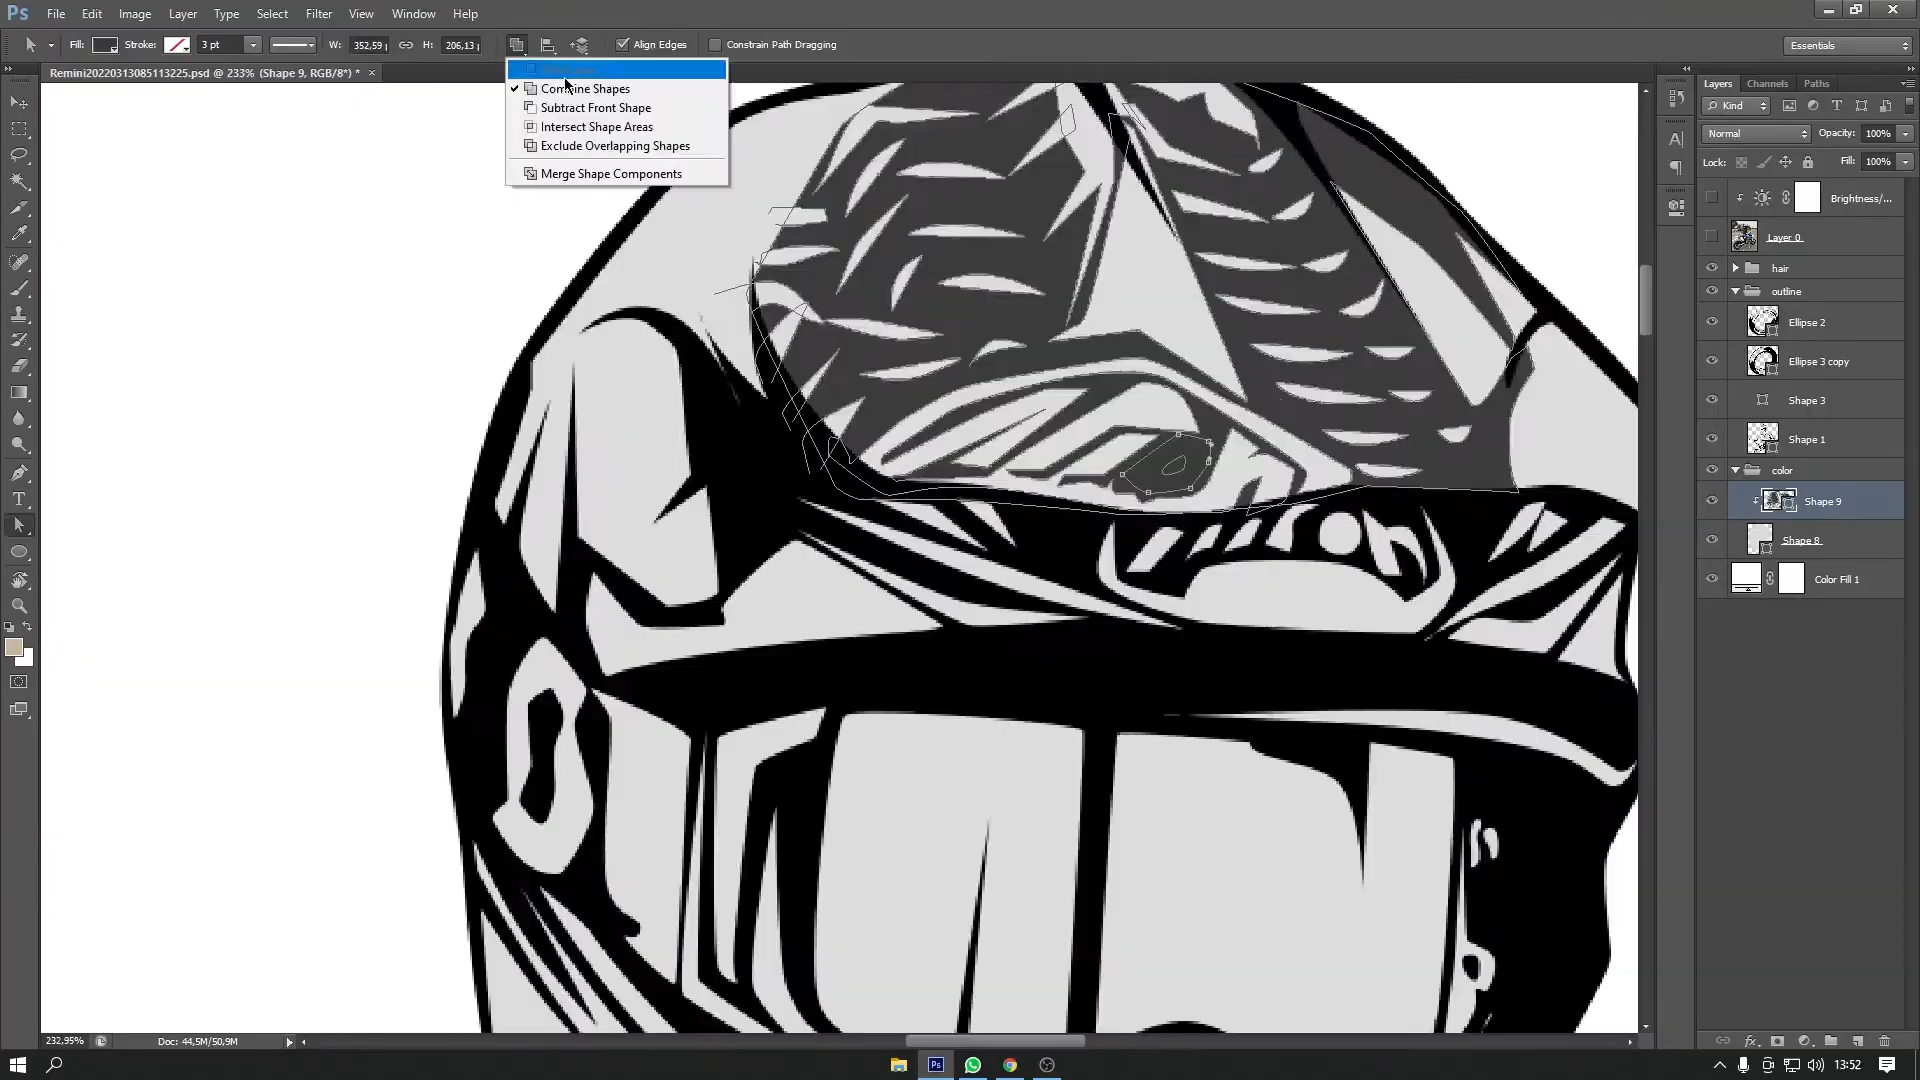 Ps File Edit Image Layer Type Select Filter View Window Help
Fill: Stroke: 3 pt W: 352,59 H: 206,13 Align Edges Constrain Path Dragging Essentials
Remini20220313085113225.psd @ 233% (Shape 9, RGB/8*) * ×
Combine Shapes
Subtract Front Shape
Intersect Shape Areas
Exclude Overlapping Shapes
Merge Shape Components
Layers Channels Paths
Kind
Normal Opacity: 100%
Lock: Fill: 100%
Brightness/...
Layer 0
hair
outline
Ellipse 2
Ellipse 3 copy
Shape 3
Shape 1
color
Shape 9
Shape 8
Color Fill 1
232,95% Doc: 44,5M/50,9M
Ps 13:52